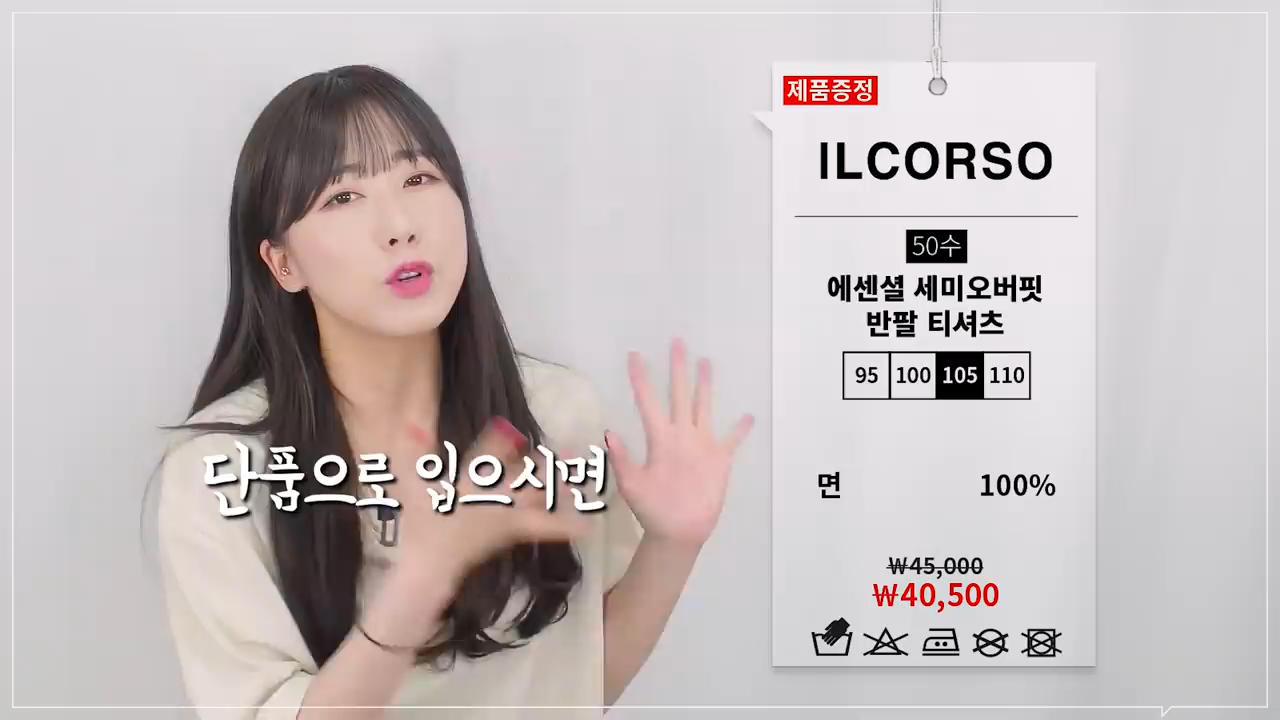 제품증정
ILCORSO
50수
에센셜 세미오버핏
반팔 티셔츠
95 100 105 110
면 100%
₩45,000
₩40,500
단품으로 입으시면